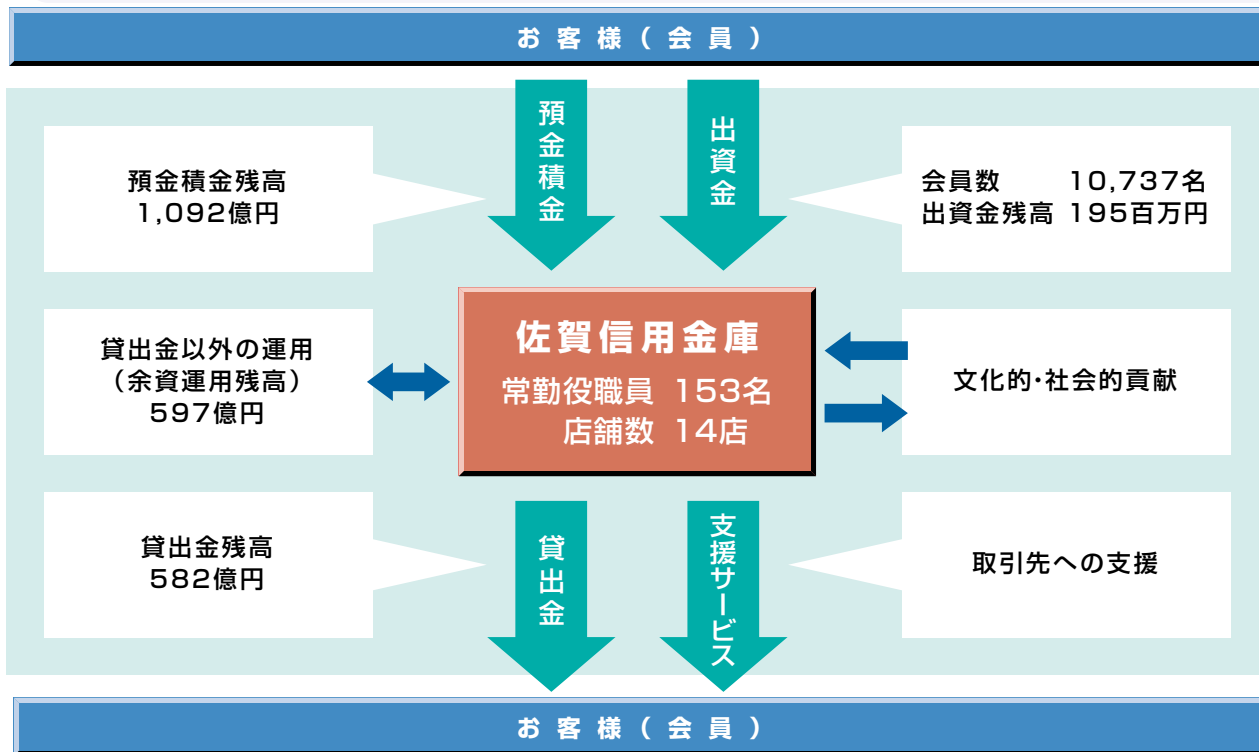 お客様（会員）
預金積金
出資金
預金積金残高
1,092億円
会員数 10,737名
出資金残高 195百万円
貸出金以外の運用
（余資運用残高）
597億円
佐賀信用金庫
常勤役職員 153名
店舗数 14店
文化的・社会的貢献
貸出金残高
582億円
貸出金
支援サービス
取引先への支援
お客様（会員）